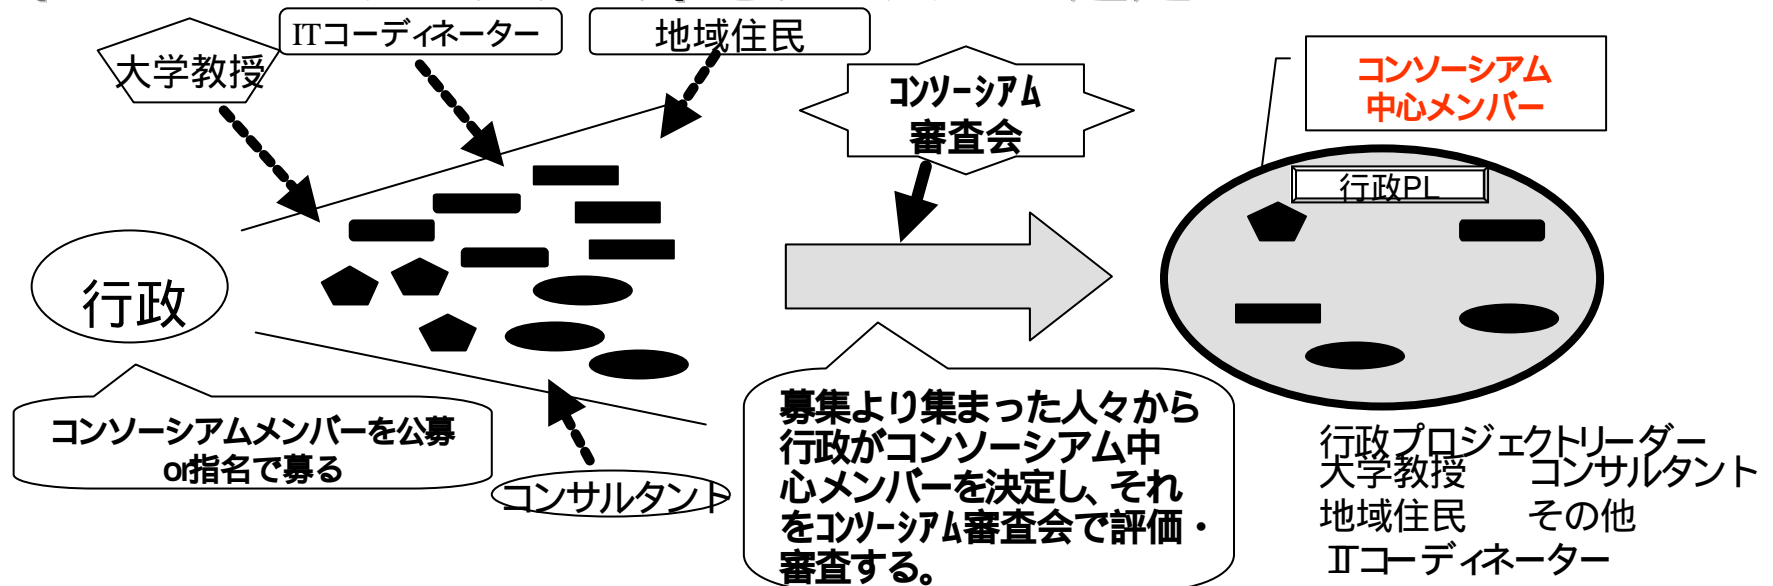 大学教授
ITコーディネーター
地域住民
コンソーシアム
審査会
コンソーシアム
中心メンバー
行政PL
行政
コンソーシアムメンバーを公募
or指名で募る
コンサルタント
募集より集まった人々から
行政がコンソーシアム中
心メンバーを決定し、それ
をコンソーシアム審査会で評価・
審査する。
行政プロジェクトリーダー
大学教授　コンサルタント
地域住民　その他
ITコーディネーター